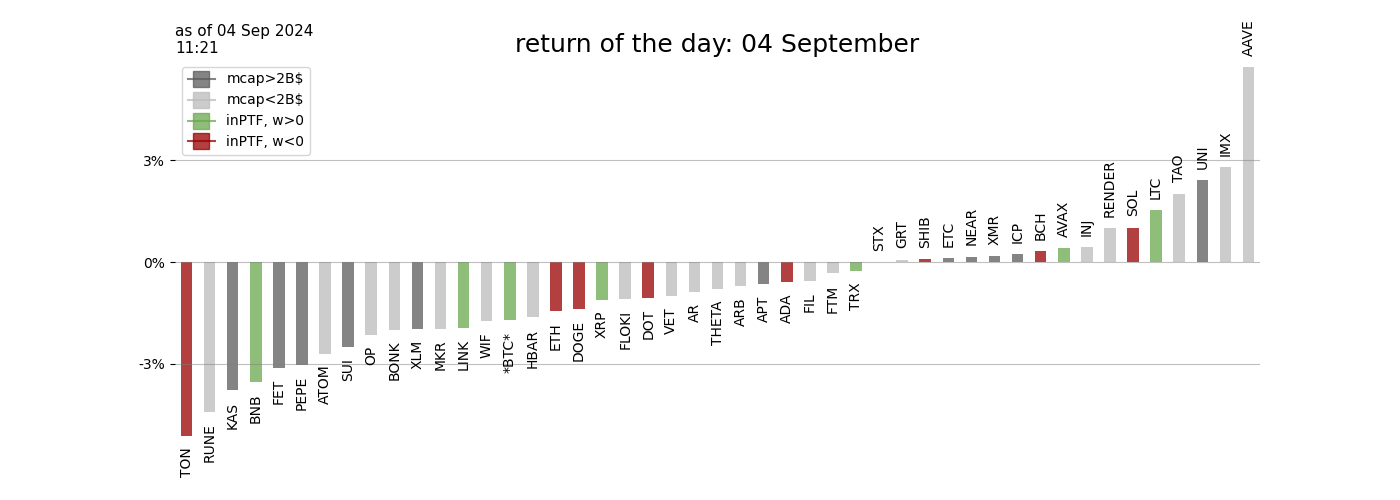 as of 04 Sep 2024
11:21
return of the day: 04 September
mcap>2B$
mcap<2B$
inPTF, w>0
inPTF, w<0
3%
0%
-3%
TON
RUNE
KAS
BNB
FET
PEPE
ATOM
SUI
OP
BONK
XLM
MKR
LINK
WIF
*BTC*
HBAR
ETH
DOGE
XRP
FLOKI
DOT
VET
AR
THETA
ARB
APT
ADA
FIL
FTM
TRX
STX
GRT
SHIB
ETC
NEAR
XMR
ICP
BCH
AVAX
INJ
RENDER
SOL
LTC
TAO
UNI
IMX
AAVE